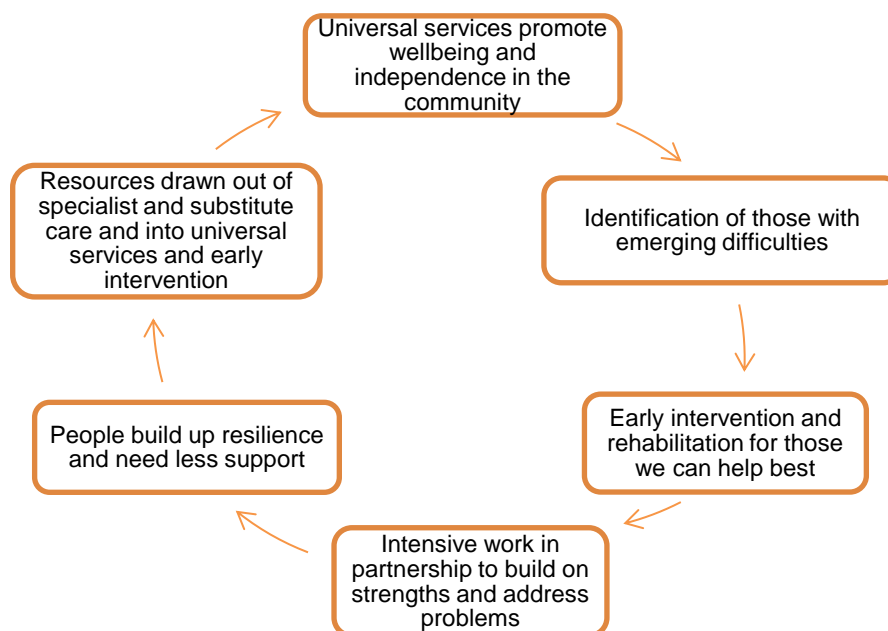 Universal services promote
wellbeing and
independence in the
community
Identification of those with
emerging difficulties
Early intervention and
rehabilitation for those
we can help best
Intensive work in
partnership to build on
strengths and address
problems
People build up resilience
and need less support
Resources drawn out of
specialist and substitute
care and into universal
services and early
intervention